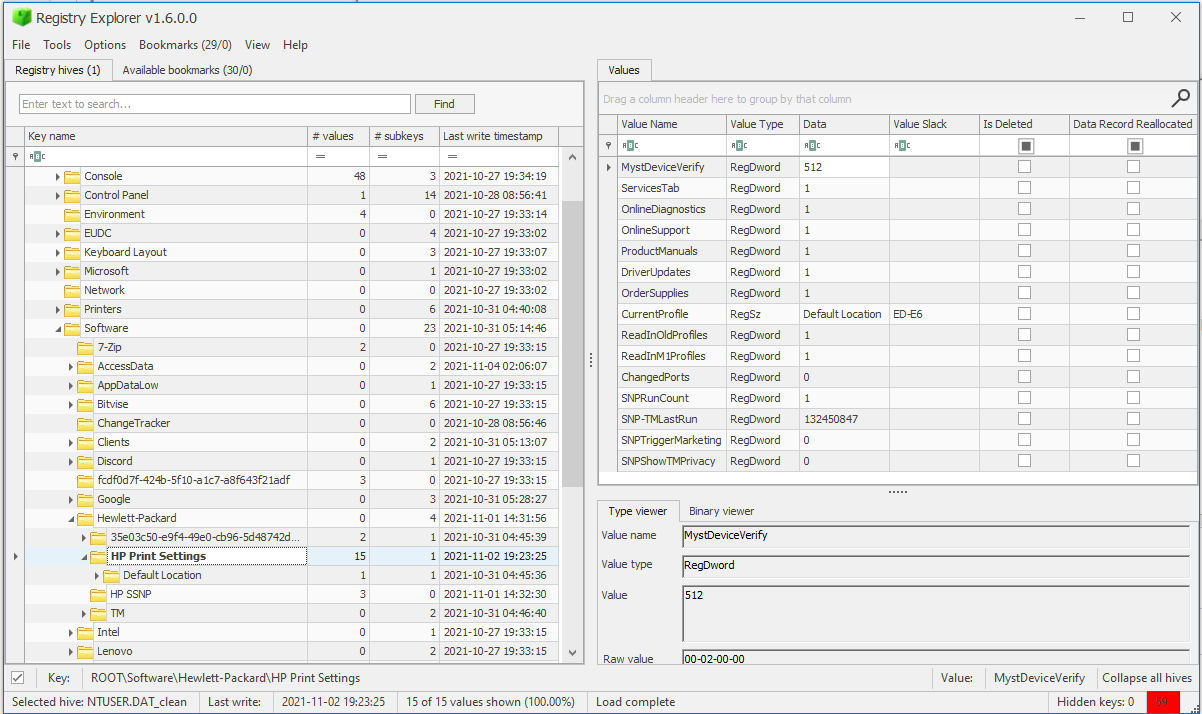 Registry Explorer v1.6.0.0
File Tools Options Bookmarks (29/0) View Help
Registry hives (1) Available bookmarks (30/0)
Enter text to search... Find
Key name # values # subkeys Last write timestamp
ABC = = =
Console 48 3 2021-10-27 19:34:19
Control Panel 1 14 2021-10-28 08:56:41
Environment 4 0 2021-10-27 19:33:14
EUDC 0 4 2021-10-27 19:33:02
Keyboard Layout 0 3 2021-10-27 19:33:07
Microsoft 0 1 2021-10-27 19:33:02
Network 0 0 2021-10-27 19:33:02
Printers 0 6 2021-10-31 04:40:08
Software 0 23 2021-10-31 05:14:46
7-Zip 2 0 2021-10-27 19:33:15
AccessData 0 2 2021-11-04 02:06:07
AppDataLow 0 1 2021-10-27 19:33:15
Bitvise 0 6 2021-10-27 19:33:15
ChangeTracker 0 0 2021-10-28 08:56:46
Clients 0 2 2021-10-31 05:13:07
Discord 0 1 2021-10-27 19:33:15
fcdf0d7f-424b-5f10-a1c7-a8f643f21adf 3 0 2021-10-27 19:33:15
Google 0 3 2021-10-31 05:28:27
Hewlett-Packard 0 4 2021-11-01 14:31:56
35e03c50-e9f4-49e0-cb96-5d48742d... 2 1 2021-10-31 04:45:39
HP Print Settings 15 1 2021-11-02 19:23:25
Default Location 1 1 2021-10-31 04:45:36
HP SSNP 3 0 2021-11-01 14:32:30
TM 0 2 2021-10-31 04:46:40
Intel 0 1 2021-10-27 19:33:15
Lenovo 0 2 2021-10-27 19:33:15
Values
Drag a column header here to group by that column
Value Name Value Type Data Value Slack Is Deleted Data Record Reallocated
ABC ABC ABC ABC
MystDeviceVerify RegDword 512
ServicesTab RegDword 1
OnlineDiagnostics RegDword 1
OnlineSupport RegDword 1
ProductManuals RegDword 1
DriverUpdates RegDword 1
OrderSupplies RegDword 1
CurrentProfile RegSz Default Location ED-E6
ReadInOldProfiles RegDword 1
ReadInM1Profiles RegDword 1
ChangedPorts RegDword 0
SNPRunCount RegDword 1
SNP-TMLastRun RegDword 132450847
SNPTriggerMarketing RegDword 0
SNPShowTMPrivacy RegDword 0
Type viewer Binary viewer
Value name MystDeviceVerify
Value type RegDword
Value 512
Raw value 00-02-00-00
Key: ROOT\Software\Hewlett-Packard\HP Print Settings Value: MystDeviceVerify Collapse all hives
Selected hive: NTUSER.DAT_clean Last write: 2021-11-02 19:23:25 15 of 15 values shown (100.00%) Load complete Hidden keys: 0 59